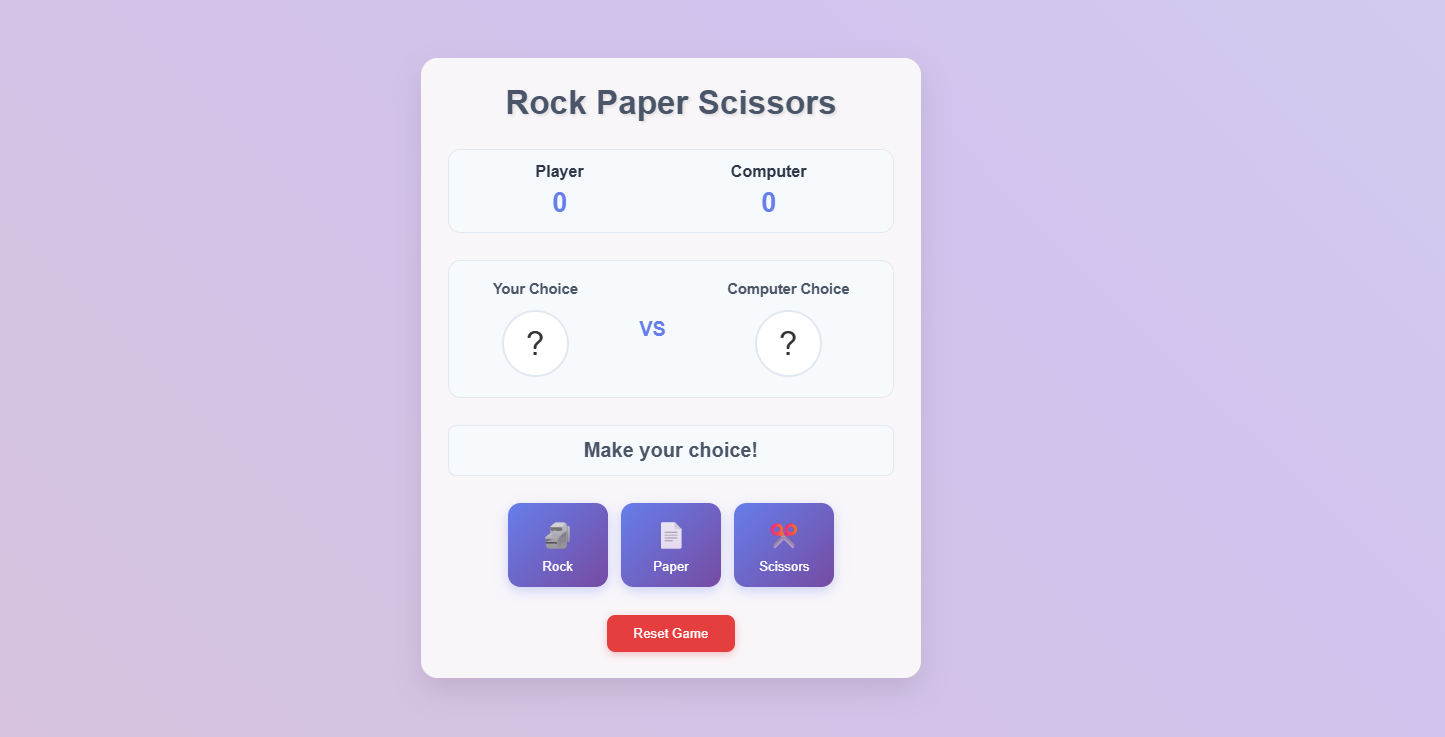 Rock Paper Scissors
Player Computer
0 0
Your Choice Computer Choice
? VS ?
Make your choice!
Rock Paper Scissors
Reset Game